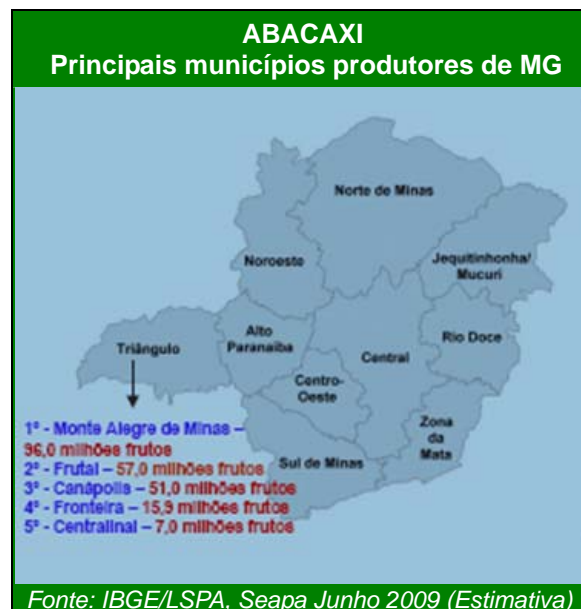 ABACAXI
Principais municípios produtores de MG
Norte de Minas
Noroeste
Jequitinhonha/
Mucuri
Triângulo
Alto
Paranaíba
Central
Rio Doce
Centro-
Oeste
Zona
da
Mata
Sul de Minas
1º - Monte Alegre de Minas –
96,0 milhões frutos
2º - Frutal – 57,0 milhões frutos
3º - Canápolis – 51,0 milhões frutos
4º - Fronteira – 15,9 milhões frutos
5º - Centralinal – 7,0 milhões frutos
Fonte: IBGE/LSPA, Seapa Junho 2009 (Estimativa)